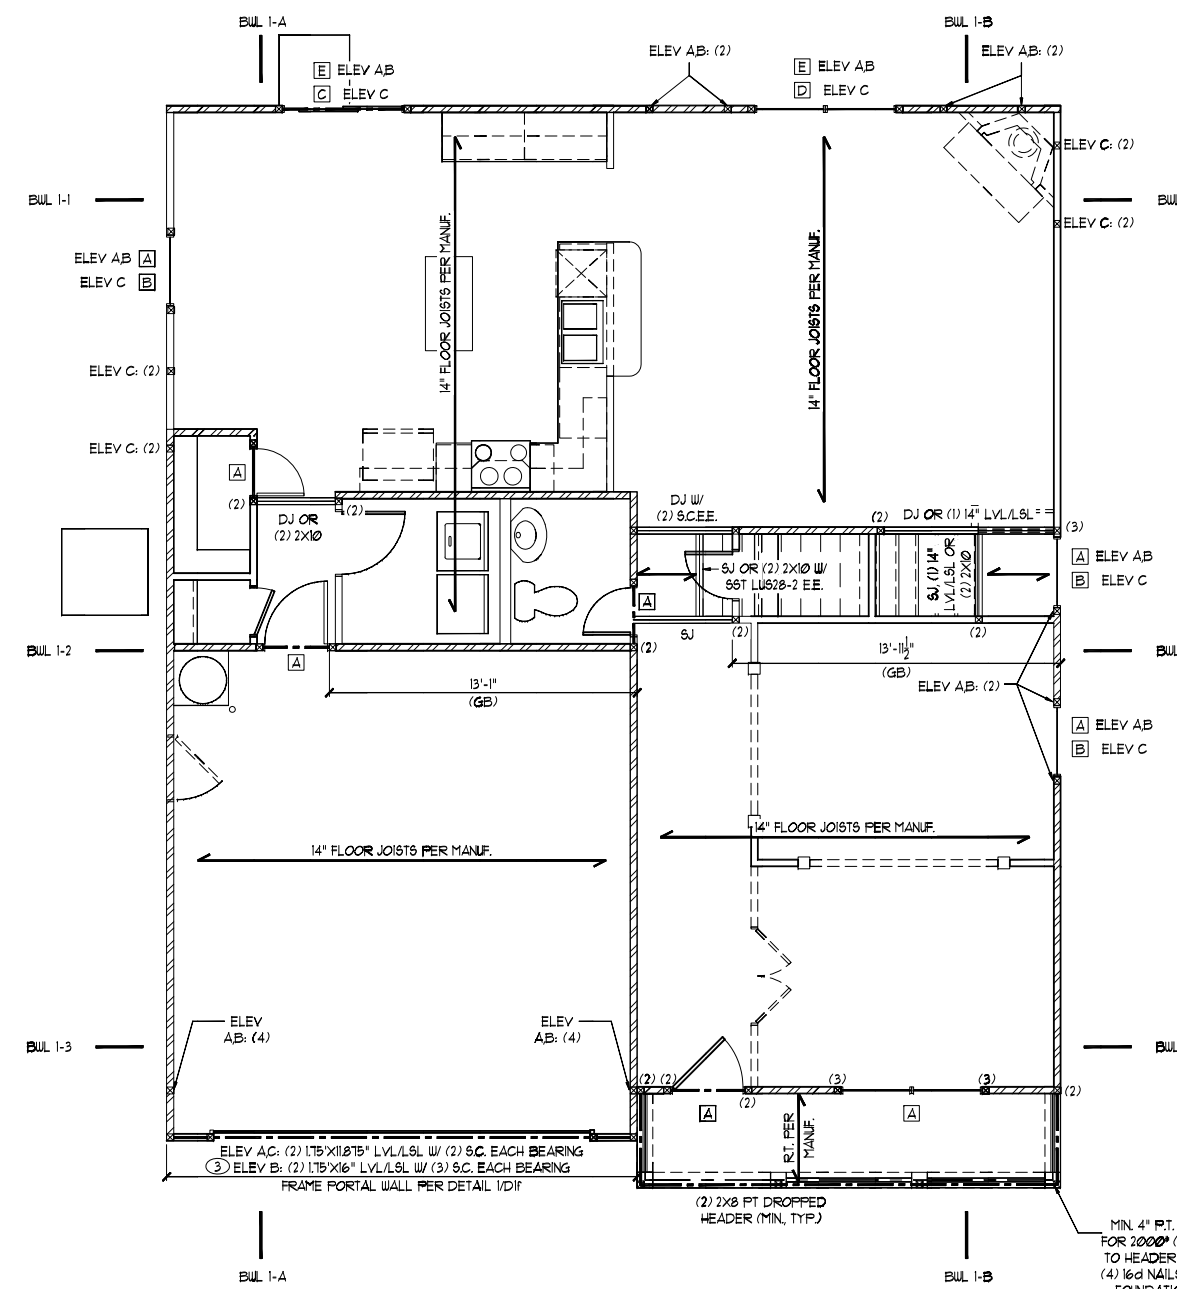 BWL 1-A
BWL 1-B
ELEV A,B: (2)
ELEV A,B: (2)
E ELEV A,B
C ELEV C
E ELEV A,B
D ELEV C
ELEV C: (2)
BWL 1-1
BWL
ELEV C: (2)
14" FLOOR JOISTS PER MANUF.
14" FLOOR JOISTS PER MANUF.
ELEV A,B A
ELEV C B
ELEV C: (2)
ELEV C: (2)
A
(2)
(2)
DJ OR
(2) 2X10
DJ W/
(2) S.C.E.E.
(2)
DJ OR (1) 14" LVL/LSL
(3)
SJ OR (2) 2X10 W/
SST LUS28-2 E.E.
SJ, (1) 14"
LVL/LSL OR
(2) 2X10
A ELEV A,B
B ELEV C
A
SJ
(2)
(2)
(2)
BWL 1-2
BWL
A
13'-1"
(GB)
13'-11½"
(GB)
ELEV A,B: (2)
A ELEV A,B
B ELEV C
14" FLOOR JOISTS PER MANUF.
14" FLOOR JOISTS PER MANUF.
ELEV
A,B: (4)
ELEV
A,B: (4)
BWL 1-3
BWL
(2) (2)
(2)
(3)
(3)
(2)
A
A
R.T. PER
MANUF.
ELEV A,C: (2) 1.75'X11.875" LVL/LSL W/ (2) S.C. EACH BEARING
3 ELEV B: (2) 1.75'X16" LVL/LSL W/ (3) S.C. EACH BEARING
FRAME PORTAL WALL PER DETAIL 1/D1f
(2) 2X8 PT DROPPED
HEADER (MIN., TYP.)
MIN. 4" P.T.
FOR 2000# (
TO HEADER
(4) 16d NAILS
FOUNDATI
BWL 1-A
BWL 1-B